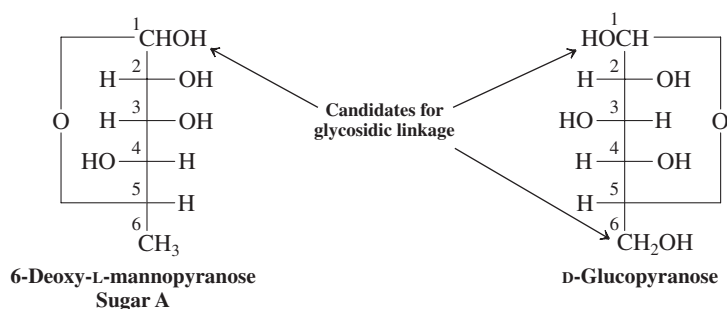 1
CHOH
2
H OH
3
H OH
O
4
HO H
5
H
6
CH3
6-Deoxy-L-mannopyranose
Sugar A
Candidates for
glycosidic linkage
1
HOCH
2
H OH
3
HO H
O
4
H OH
5
H
6
CH2OH
D-Glucopyranose